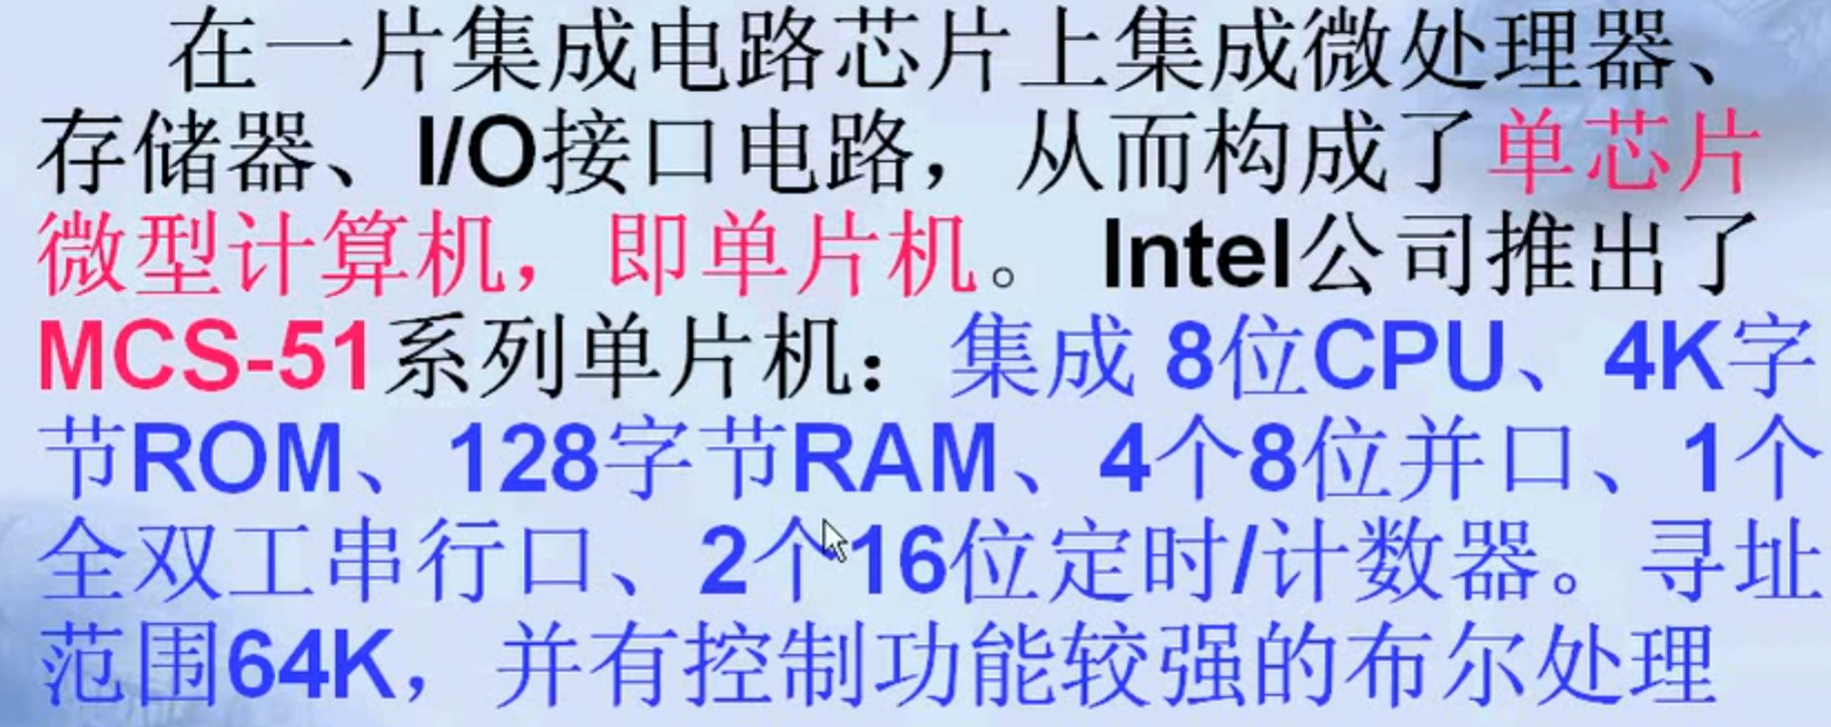 在一片集成电路芯片上集成微处理器、
存储器、I/O接口电路，从而构成了单芯片
微型计算机，即单片机。 Intel公司推出了
MCS-51系列单片机：集成 8位CPU、4K字
节ROM、128字节RAM、4个8位并口、1个
全双工串行口、2个16位定时/计数器。寻址
范围64K，并有控制功能较强的布尔处理